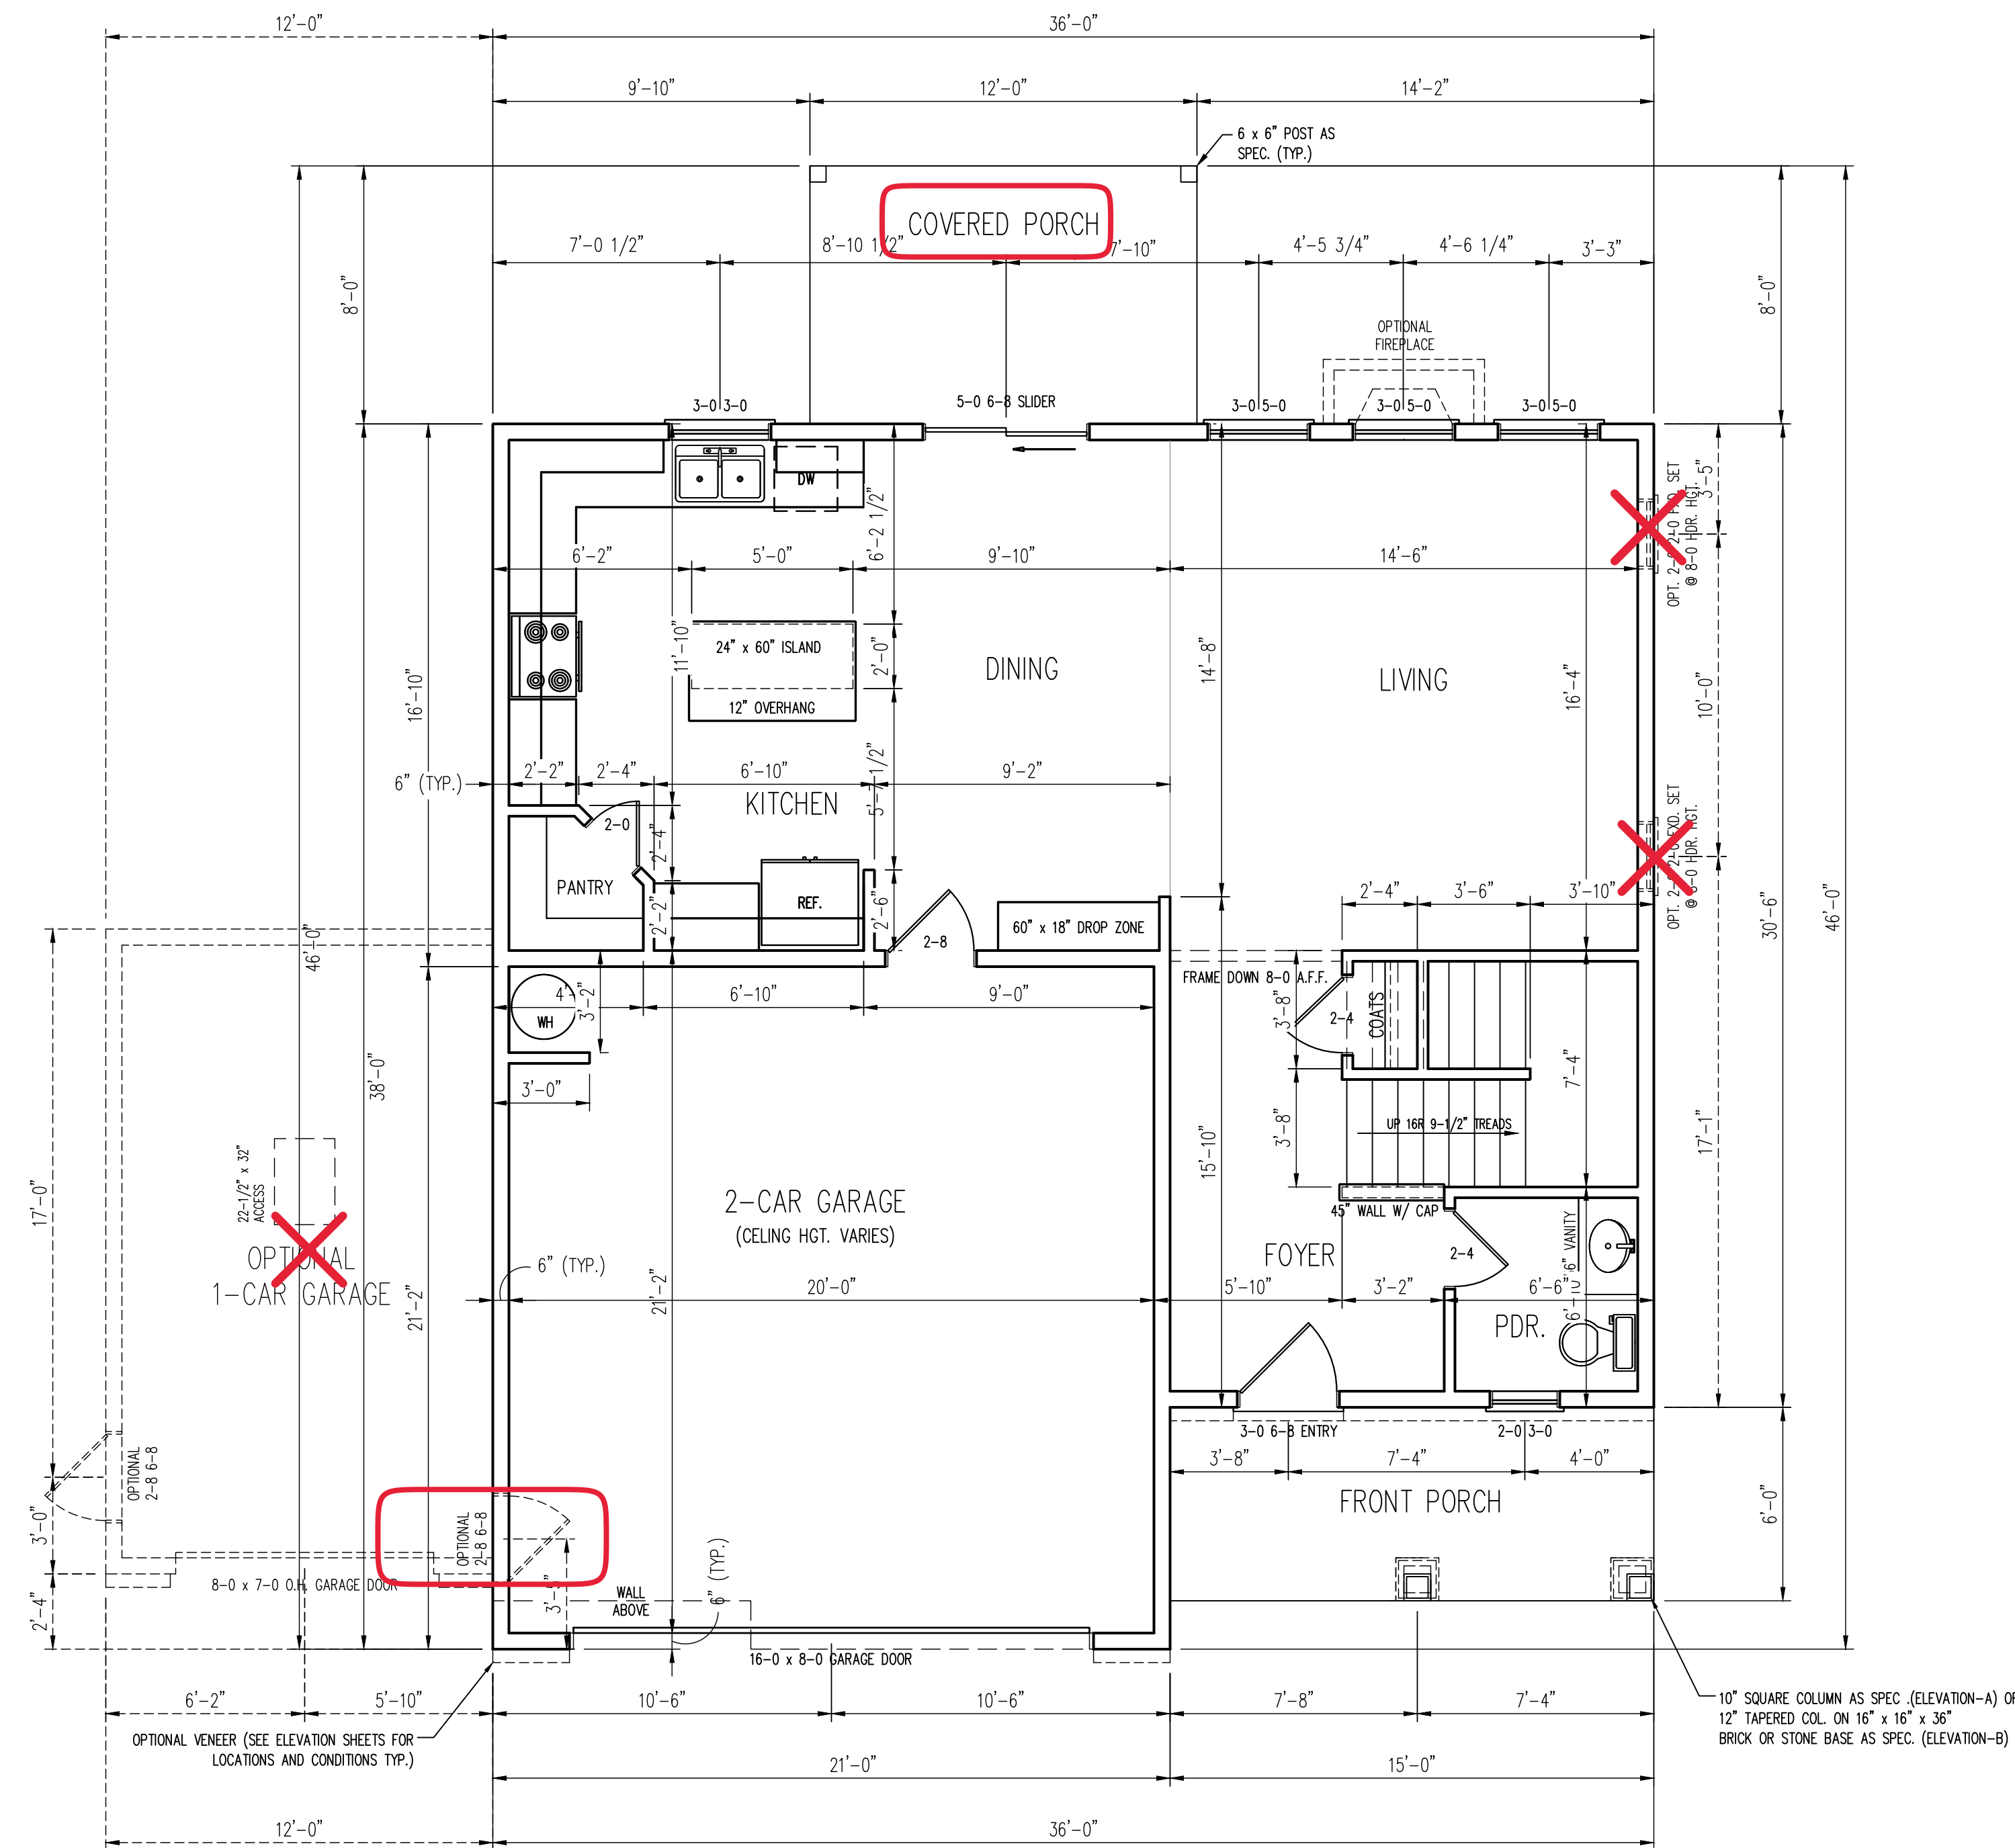 12'-0"
36'-0"
9'-10"
12'-0"
14'-2"
6 x 6" POST AS
SPEC. (TYP.)
COVERED PORCH
7'-0 1/2"
8'-10 1/2"
7'-10"
4'-5 3/4"
4'-6 1/4"
3'-3"
8'-0"
8'-0"
OPTIONAL
FIREPLACE
3-0 3-0
5-0 6-8 SLIDER
3-0 5-0
3-0 5-0
3-0 5-0
DW
6'-2 1/2"
3'-5"
@ 8-0 HDR. HGT.
6'-2"
5'-0"
9'-10"
14'-6"
24" x 60" ISLAND
11'-10"
2'-0"
12" OVERHANG
DINING
LIVING
14'-8"
16'-4"
10'-0"
16'-10"
6" (TYP.)
2'-2"
2'-4"
6'-10"
5'-7 1/2"
9'-2"
KITCHEN
2-0
2'-4"
PANTRY
2'-2"
REF.
2'-6"
2-8
60" x 18" DROP ZONE
2'-4"
3'-6"
3'-10"
@ 8-0 HDR. HGT.
30'-6"
46'-0"
46'-0"
FRAME DOWN 8-0 A.F.F.
WH
3'-2"
6'-10"
9'-0"
3'-8"
2-4
COATS
3'-0"
38'-0"
7'-4"
3'-8"
UP 16R 9-1/2" TREADS
15'-10"
17'-1"
17'-0"
22-1/2" x 32"
ACCESS
OPTIONAL
1-CAR GARAGE
2-CAR GARAGE
(CELING HGT. VARIES)
45" WALL W/ CAP
6" (TYP.)
FOYER
2-4
VANITY
21'-2"
21'-2"
20'-0"
5'-10"
3'-2"
6'-6"
PDR.
3-0 6-8 ENTRY
2-0 3-0
3'-8"
7'-4"
4'-0"
FRONT PORCH
6'-0"
OPTIONAL
2-8 6-8
3'-0"
OPTIONAL
2-8 6-8
8-0 x 7-0 O.H. GARAGE DOOR
2'-4"
WALL
ABOVE
6" (TYP.)
16-0 x 8-0 GARAGE DOOR
6'-2"
5'-10"
10'-6"
10'-6"
7'-8"
7'-4"
10" SQUARE COLUMN AS SPEC .(ELEVATION-A)
12" TAPERED COL. ON 16" x 16" x 36"
BRICK OR STONE BASE AS SPEC. (ELEVATION-B)
OPTIONAL VENEER (SEE ELEVATION SHEETS FOR
LOCATIONS AND CONDITIONS TYP.)
21'-0"
15'-0"
12'-0"
36'-0"